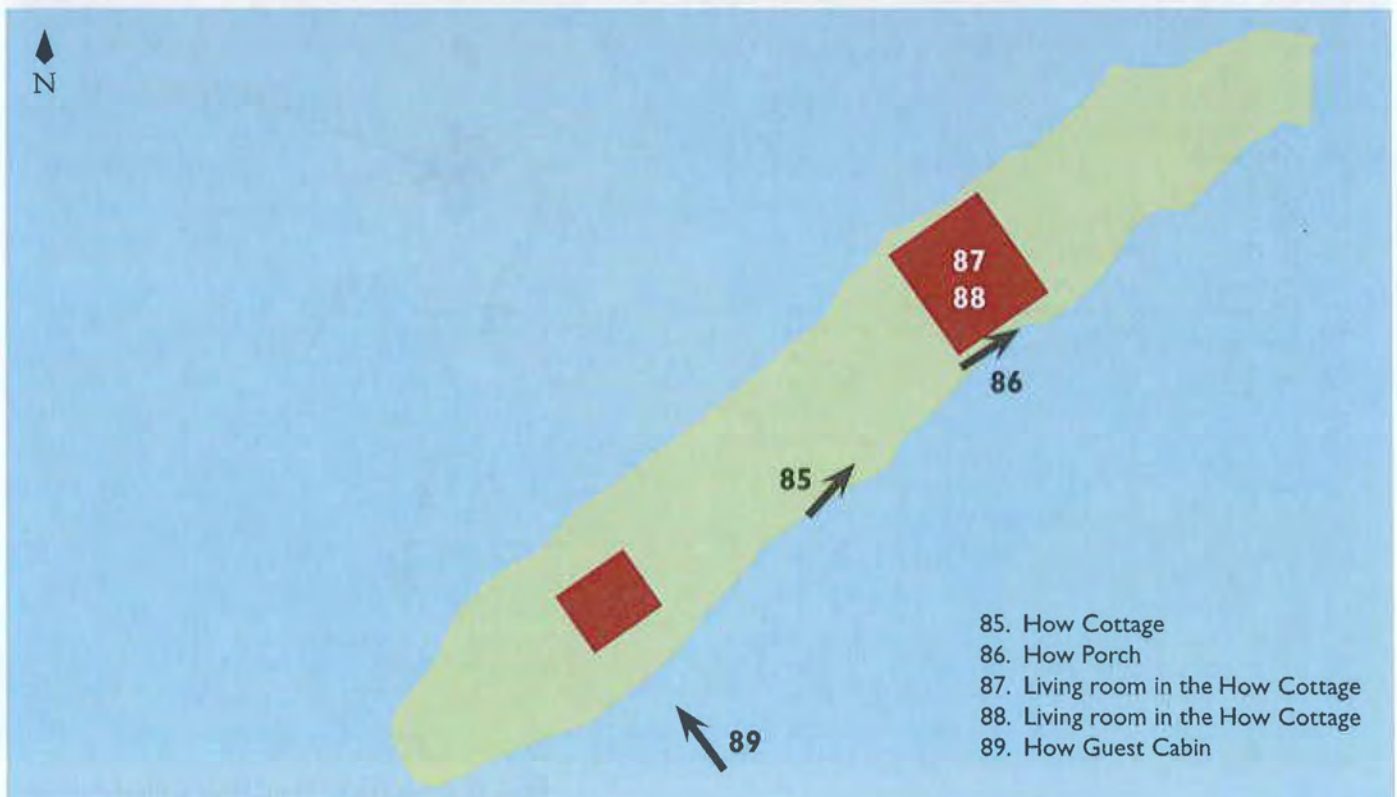 N
87
88
86
85
89
85. How Cottage
86. How Porch
87. Living room in the How Cottage
88. Living room in the How Cottage
89. How Guest Cabin